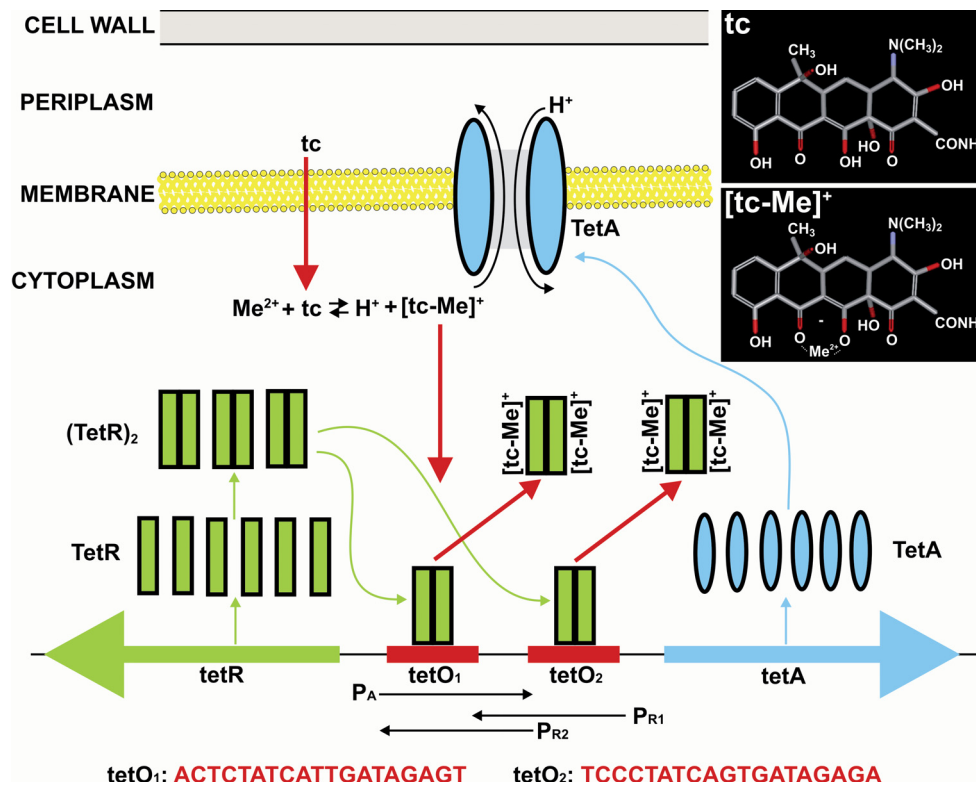 CELL WALL
PERIPLASM
tc
H⁺
MEMBRANE
TetA
CYTOPLASM
Me²⁺ + tc ⇄ H⁺ + [tc-Me]⁺
tc
CH₃
N(CH₃)₂
OH
OH
OH
O
OH
HO
O
CONH
[tc-Me]⁺
CH₃
N(CH₃)₂
OH
OH
-
OH
O
O
HO
O
CONH
Me²⁺
(TetR)₂
[tc-Me]⁺
[tc-Me]⁺
[tc-Me]⁺
[tc-Me]⁺
TetR
TetA
tetR
tetO₁
tetO₂
tetA
PA
PR1
PR2
tetO₁: ACTCTATCATTGATAGAGT
tetO₂: TCCCTATCAGTGATAGAGA